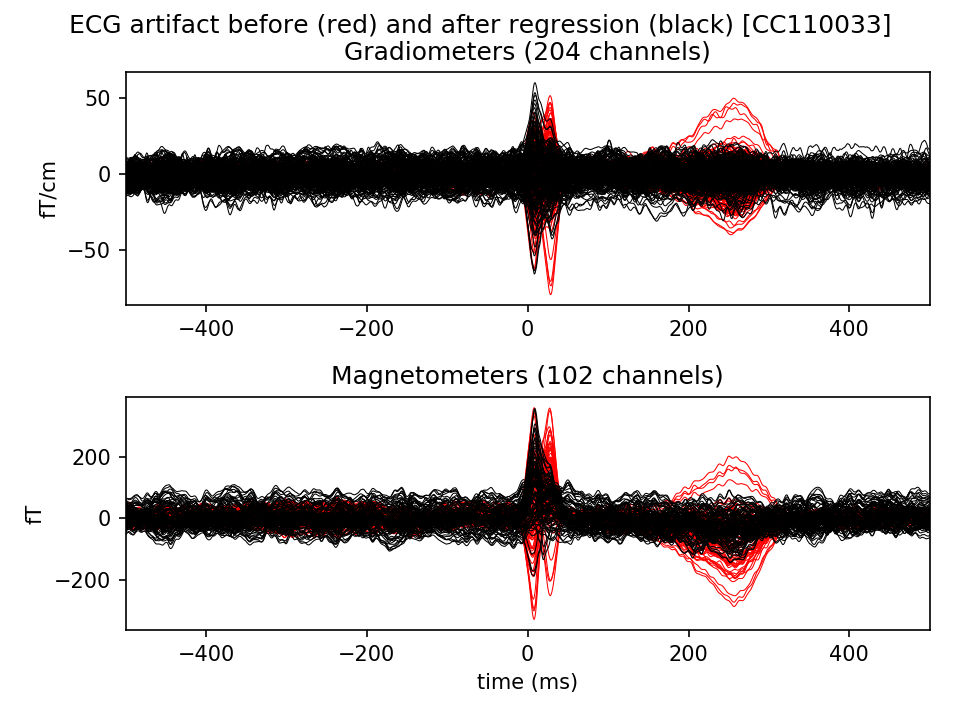 ECG artifact before (red) and after regression (black) [CC110033]
Gradiometers (204 channels)
50
0
−50
fT/cm
−400 −200 0 200 400
Magnetometers (102 channels)
200
0
−200
fT
−400 −200 0 200 400
time (ms)